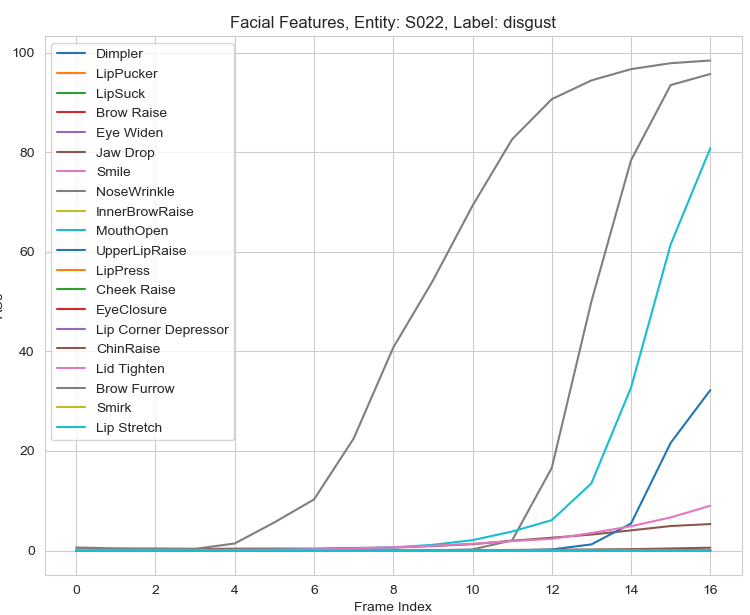 Facial Features, Entity: S022, Label: disgust
100
80
60
40
20
0
Dimpler
LipPucker
LipSuck
Brow Raise
Eye Widen
Jaw Drop
Smile
NoseWrinkle
InnerBrowRaise
MouthOpen
UpperLipRaise
LipPress
Cheek Raise
EyeClosure
Lip Corner Depressor
ChinRaise
Lid Tighten
Brow Furrow
Smirk
Lip Stretch
0 2 4 6 8 10 12 14 16
Frame Index